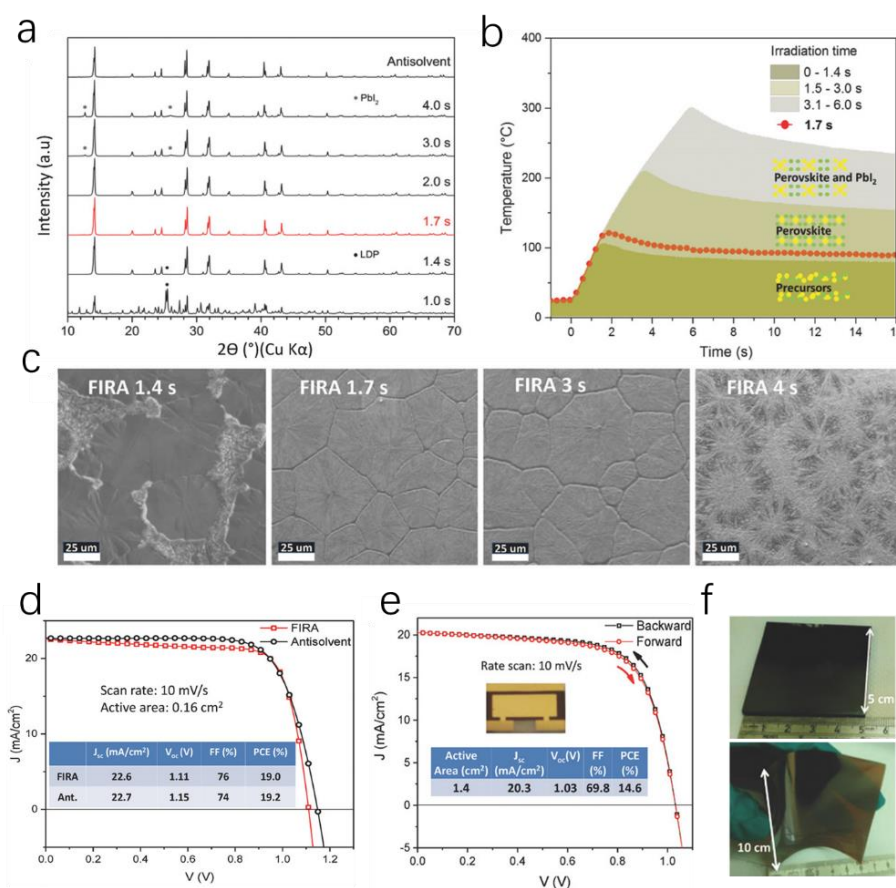 a
Intensity (a.u)
Antisolvent
* PbI₂
4.0 s
3.0 s
2.0 s
1.7 s
• LDP
1.4 s
1.0 s
10 20 30 40 50 60 70
2Θ (°)(Cu Kα)
b
Temperature (°C)
400
300
200
100
0
Irradiation time
0 - 1.4 s
1.5 - 3.0 s
3.1 - 6.0 s
1.7 s
Perovskite and PbI₂
Perovskite
Precursors
0 2 4 6 8 10 12 14 16
Time (s)
c
FIRA 1.4 s
25 um
FIRA 1.7 s
25 um
FIRA 3 s
25 um
FIRA 4 s
25 um
d
J (mA/cm²)
20
15
10
5
0
FIRA
Antisolvent
Scan rate: 10 mV/s
Active area: 0.16 cm²
Jsc (mA/cm²) Voc (V) FF (%) PCE (%)
FIRA 22.6 1.11 76 19.0
Ant. 22.7 1.15 74 19.2
0.0 0.2 0.4 0.6 0.8 1.0 1.2
V (V)
e
J (mA/cm²)
20
15
10
5
0
-5
Backward
Forward
Rate scan: 10 mV/s
Active Jsc Voc(V) FF PCE
Area (cm²) (mA/cm²) (%) (%)
1.4 20.3 1.03 69.8 14.6
0.0 0.2 0.4 0.6 0.8 1.0
V (V)
f
5 cm
10 cm